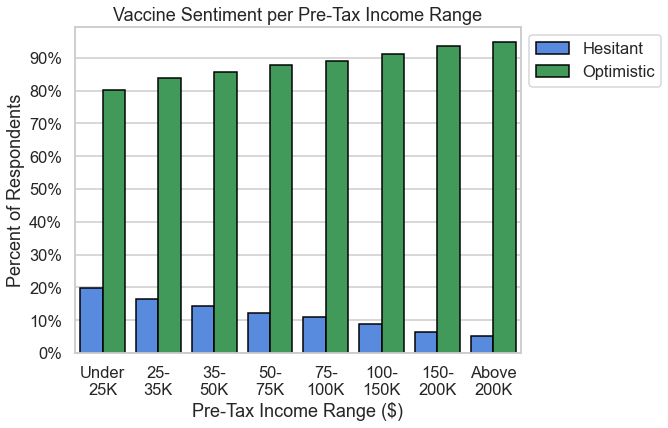 Vaccine Sentiment per Pre-Tax Income Range
Hesitant
Optimistic
Percent of Respondents
90%
80%
70%
60%
50%
40%
30%
20%
10%
0%
Under
25K
25-
35K
35-
50K
50-
75K
75-
100K
100-
150K
150-
200K
Above
200K
Pre-Tax Income Range ($)